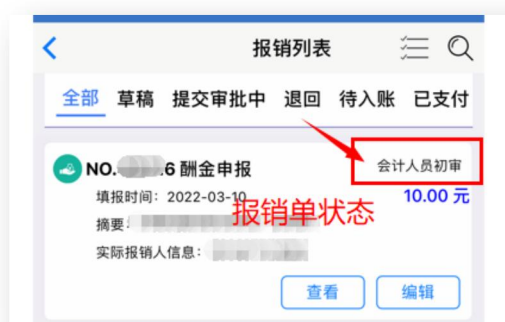 报销列表
全部 草稿 提交审批中 退回 待入账 已支付
NO. 6 酬金申报 会计人员初审
填报时间：2022-03-10 10.00 元
报销单状态
摘要：
实际报销人信息：
查看 编辑